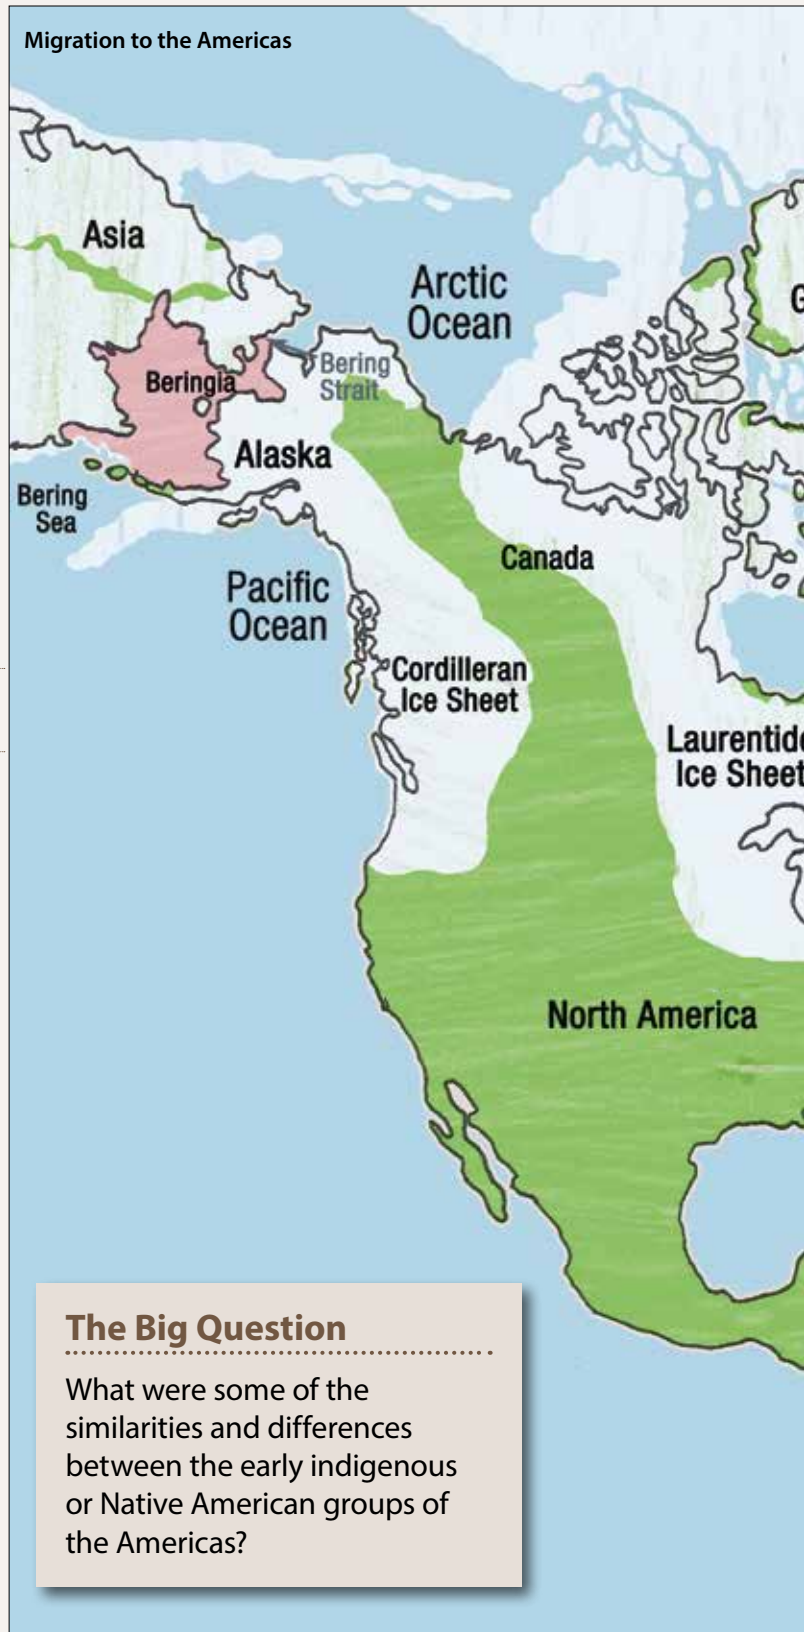 Migration to the Americas
Asia
Arctic
Ocean
G
Bering
Strait
Beringia
Alaska
Bering
Sea
Canada
Pacific
Ocean
Cordilleran
Ice Sheet
Laurentide
Ice Sheet
North America
The Big Question
What were some of the
similarities and differences
between the early indigenous
or Native American groups of
the Americas?